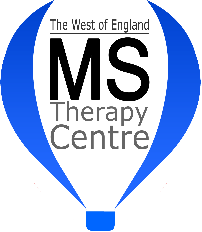 The West of England
MS
Therapy
Centre